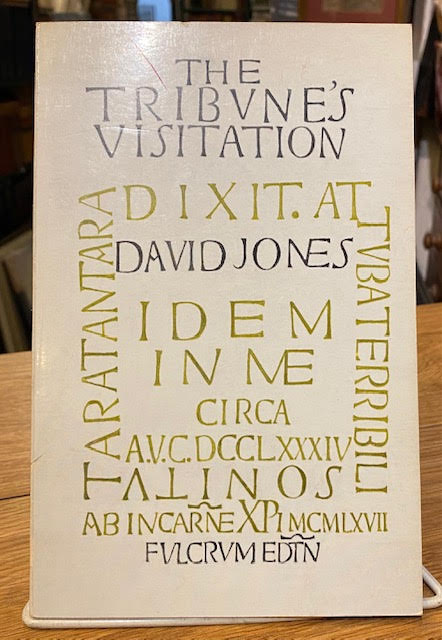 THE
TRIBVNE'S
VISITATION
DIXIT. AT
TVBA TERRIBILI
SONITV
TARATANTARA
DAVID JONES
IDEM
IN ME
CIRCA
A.V.C. DCCLXXXIV
AB INCARNE XPI MCMLXVII
FVLCRVM EDTN